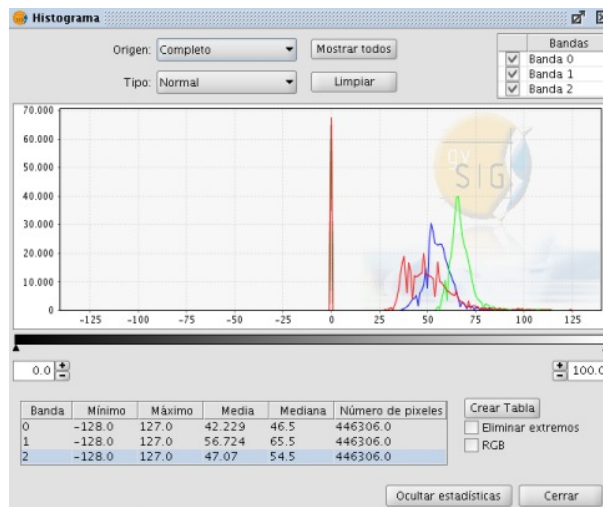 Histograma
Origen: Completo Mostrar todos
Tipo: Normal Limpiar
Bandas
Banda 0
Banda 1
Banda 2
70.000
60.000
50.000
40.000
30.000
20.000
10.000
0
-125 -100 -75 -50 -25 0 25 50 75 100 125
gv
SIG
0.0 100.0
Banda Mínimo Máximo Media Mediana Número de pixeles
0 -128.0 127.0 42.229 46.5 446306.0
1 -128.0 127.0 56.724 65.5 446306.0
2 -128.0 127.0 47.07 54.5 446306.0
Crear Tabla
Eliminar extremos
RGB
Ocultar estadísticas Cerrar